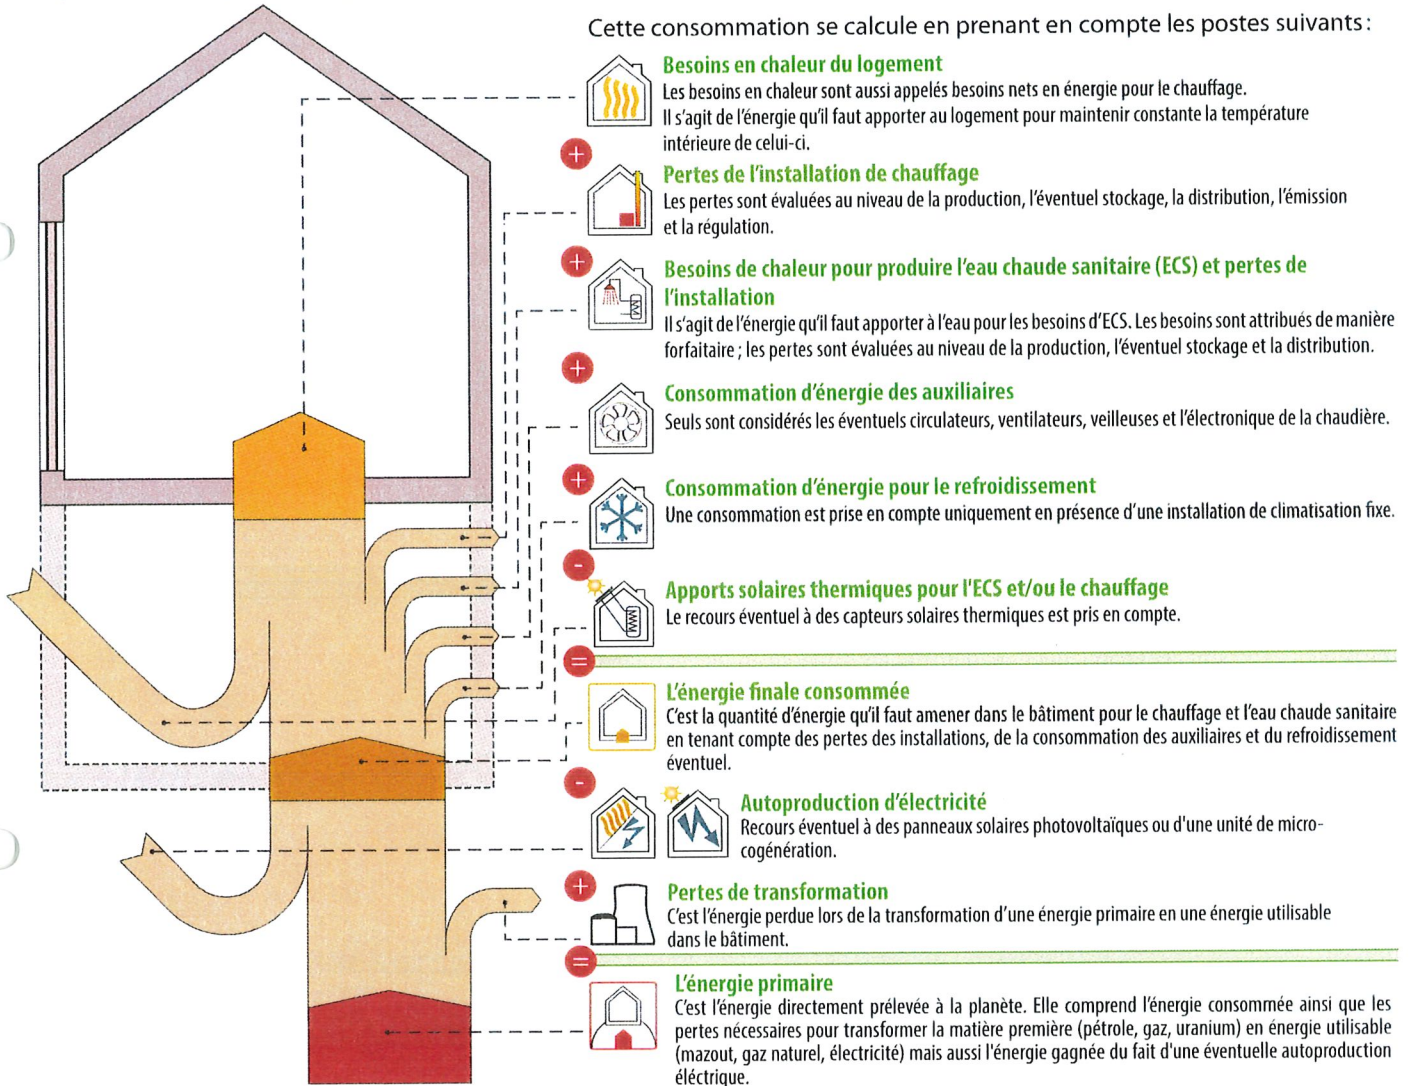 Cette consommation se calcule en prenant en compte les postes suivants :
Besoins en chaleur du logement
Les besoins en chaleur sont aussi appelés besoins nets en énergie pour le chauffage.
Il s'agit de l'énergie qu'il faut apporter au logement pour maintenir constante la température
intérieure de celui-ci.
+
Pertes de l'installation de chauffage
Les pertes sont évaluées au niveau de la production, l'éventuel stockage, la distribution, l'émission
et la régulation.
+
Besoins de chaleur pour produire l'eau chaude sanitaire (ECS) et pertes de
l'installation
Il s'agit de l'énergie qu'il faut apporter à l'eau pour les besoins d'ECS. Les besoins sont attribués de manière
forfaitaire ; les pertes sont évaluées au niveau de la production, l'éventuel stockage et la distribution.
+
Consommation d'énergie des auxiliaires
Seuls sont considérés les éventuels circulateurs, ventilateurs, veilleuses et l'électronique de la chaudière.
+
Consommation d'énergie pour le refroidissement
Une consommation est prise en compte uniquement en présence d'une installation de climatisation fixe.
-
Apports solaires thermiques pour l'ECS et/ou le chauffage
Le recours éventuel à des capteurs solaires thermiques est pris en compte.
=
L'énergie finale consommée
C'est la quantité d'énergie qu'il faut amener dans le bâtiment pour le chauffage et l'eau chaude sanitaire
en tenant compte des pertes des installations, de la consommation des auxiliaires et du refroidissement
éventuel.
-
Autoproduction d'électricité
Recours éventuel à des panneaux solaires photovoltaïques ou d'une unité de micro-
cogénération.
+
Pertes de transformation
C'est l'énergie perdue lors de la transformation d'une énergie primaire en une énergie utilisable
dans le bâtiment.
=
L'énergie primaire
C'est l'énergie directement prélevée à la planète. Elle comprend l'énergie consommée ainsi que les
pertes nécessaires pour transformer la matière première (pétrole, gaz, uranium) en énergie utilisable
(mazout, gaz naturel, électricité) mais aussi l'énergie gagnée du fait d'une éventuelle autoproduction
éléctrique.